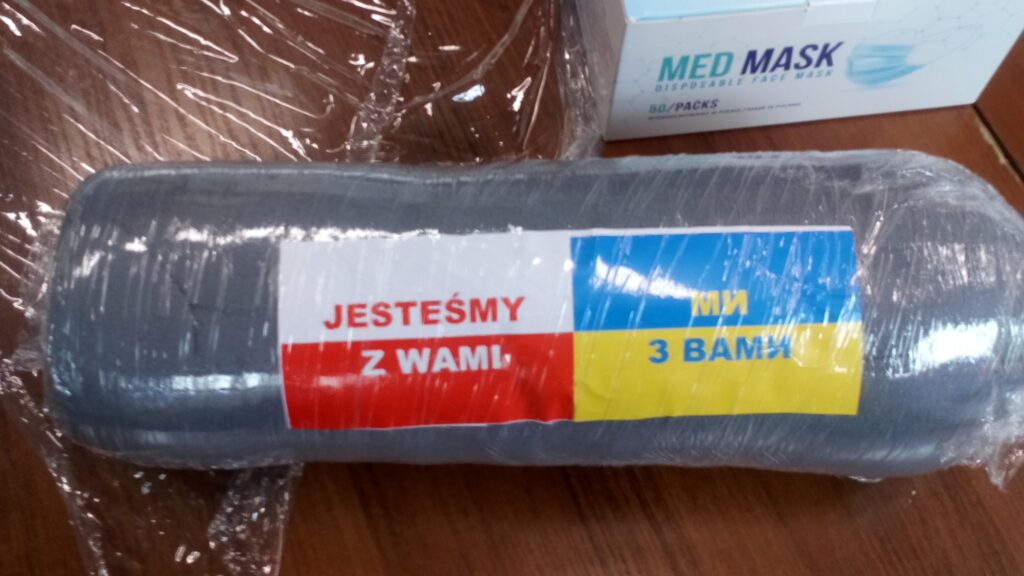 MED MASK
DISPOSABLE FACE MASK
50/PACKS
JESTEŚMY
Z WAMI
МИ
З ВАМИ